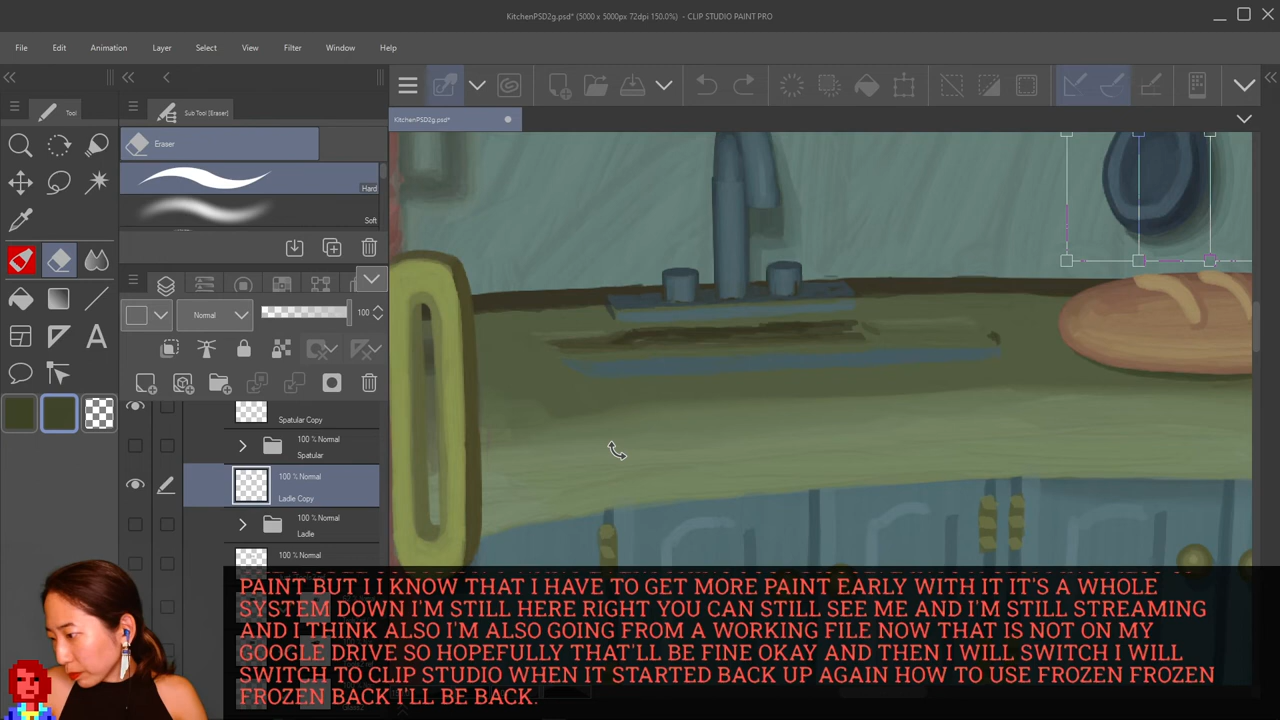 KitchenPSD2g.psd* (5000 x 5000px 72dpi 150.0%) - CLIP STUDIO PAINT PRO
File Edit Animation Layer Select View Filter Window Help
Tool
Sub Tool [Eraser]
KitchenPSD2g.psd*
Eraser
Hard
Soft
Normal
100
Spatular Copy
100 % Normal
Spatular
100 % Normal
Ladle Copy
100 % Normal
Ladle
100 % Normal
PAINT BUT I I KNOW THAT I HAVE TO GET MORE PAINT EARLY WITH IT IT'S A WHOLE
SYSTEM DOWN I'M STILL HERE RIGHT YOU CAN STILL SEE ME AND I'M STILL STREAMING
AND I THINK ALSO I'M ALSO GOING FROM A WORKING FILE NOW THAT IS NOT ON MY
GOOGLE DRIVE SO HOPEFULLY THAT'LL BE FINE OKAY AND THEN I WILL SWITCH I WILL
SWITCH TO CLIP STUDIO WHEN IT STARTED BACK UP AGAIN HOW TO USE FROZEN FROZEN
FROZEN BACK I'LL BE BACK.